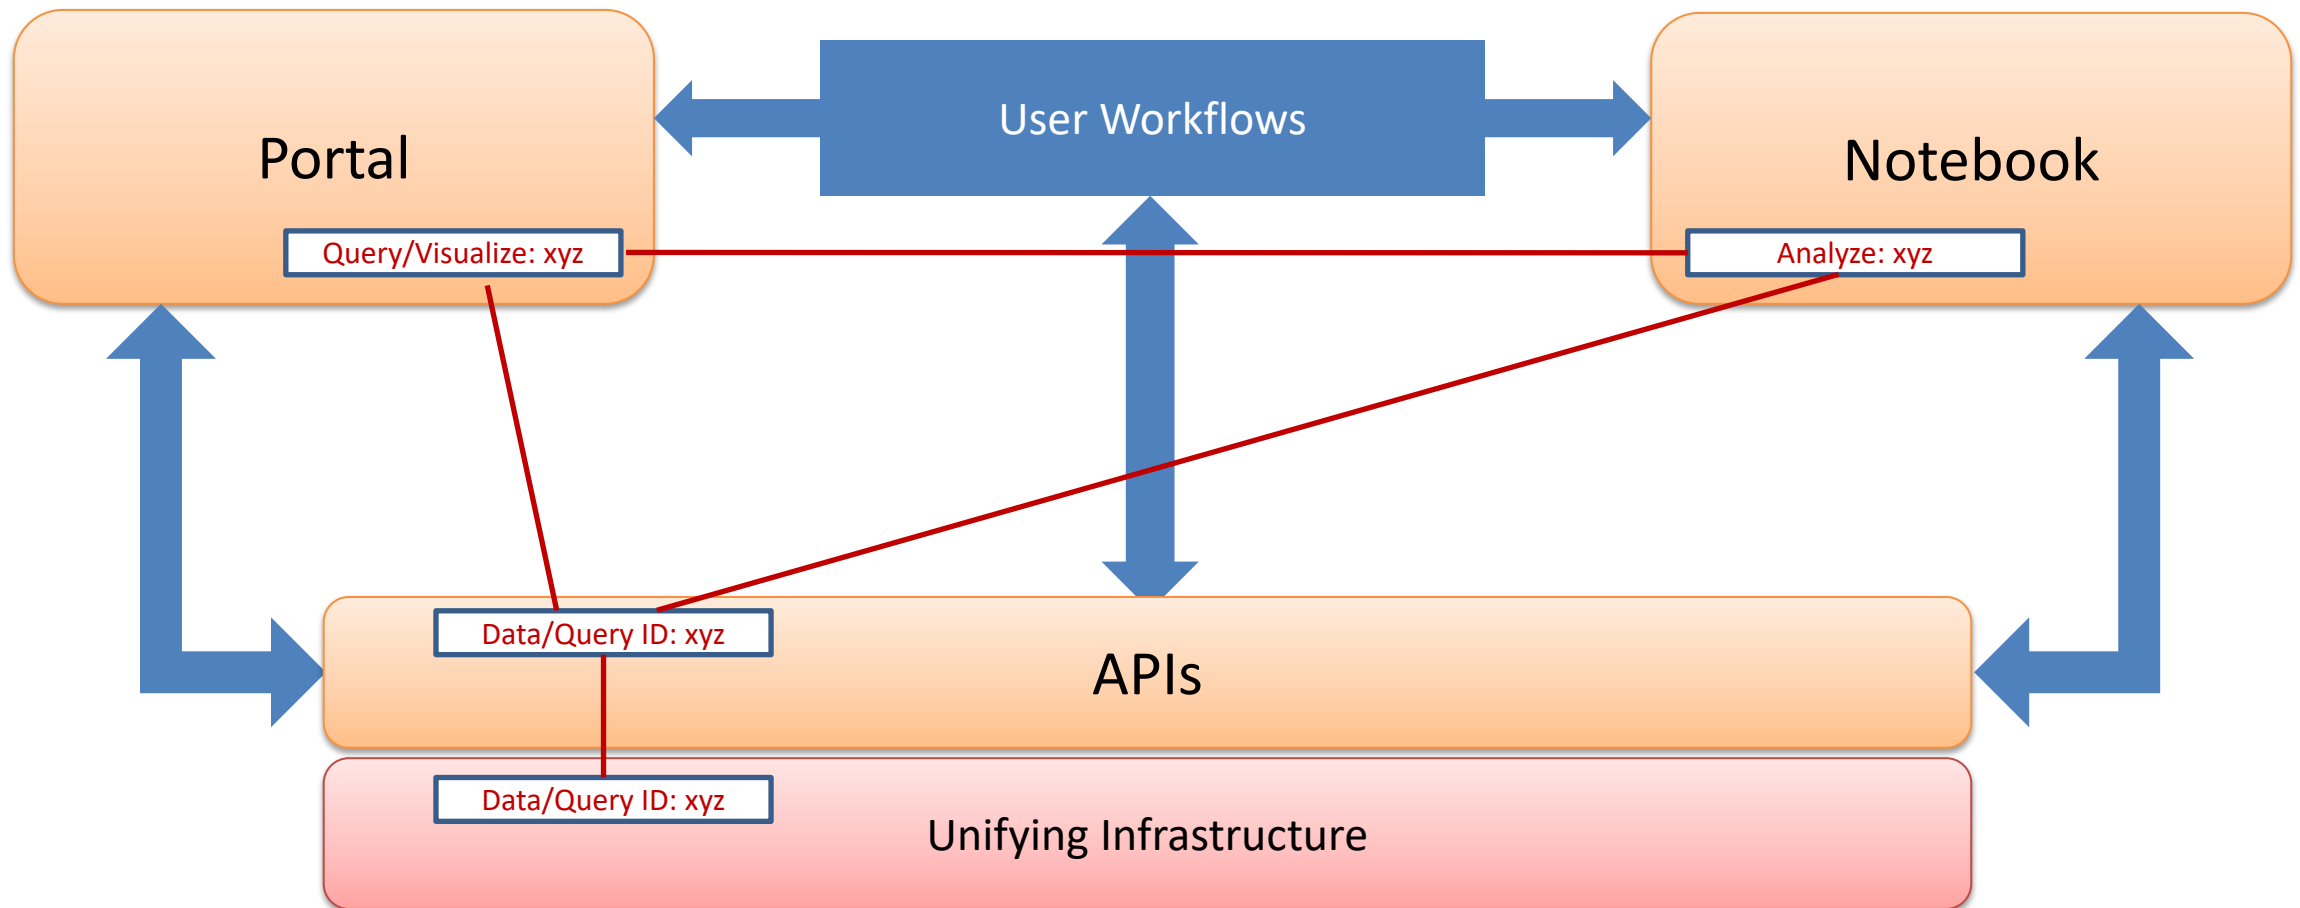 User Workflows
Portal
Notebook
Query/Visualize: xyz
Analyze: xyz
Data/Query ID: xyz
APIs
Data/Query ID: xyz
Unifying Infrastructure